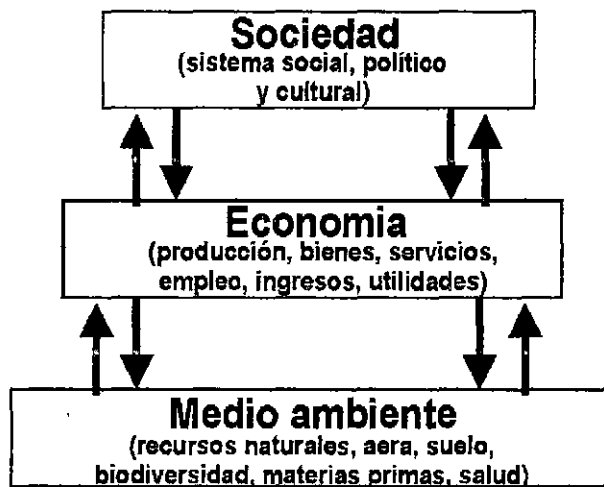 Sociedad
(sistema social, político
y cultural)
Economia
(producción, bienes, servicios,
empleo, ingresos, utilidades)
Medio ambiente
(recursos naturales, aera, suelo,
biodiversidad, materias primas, salud)